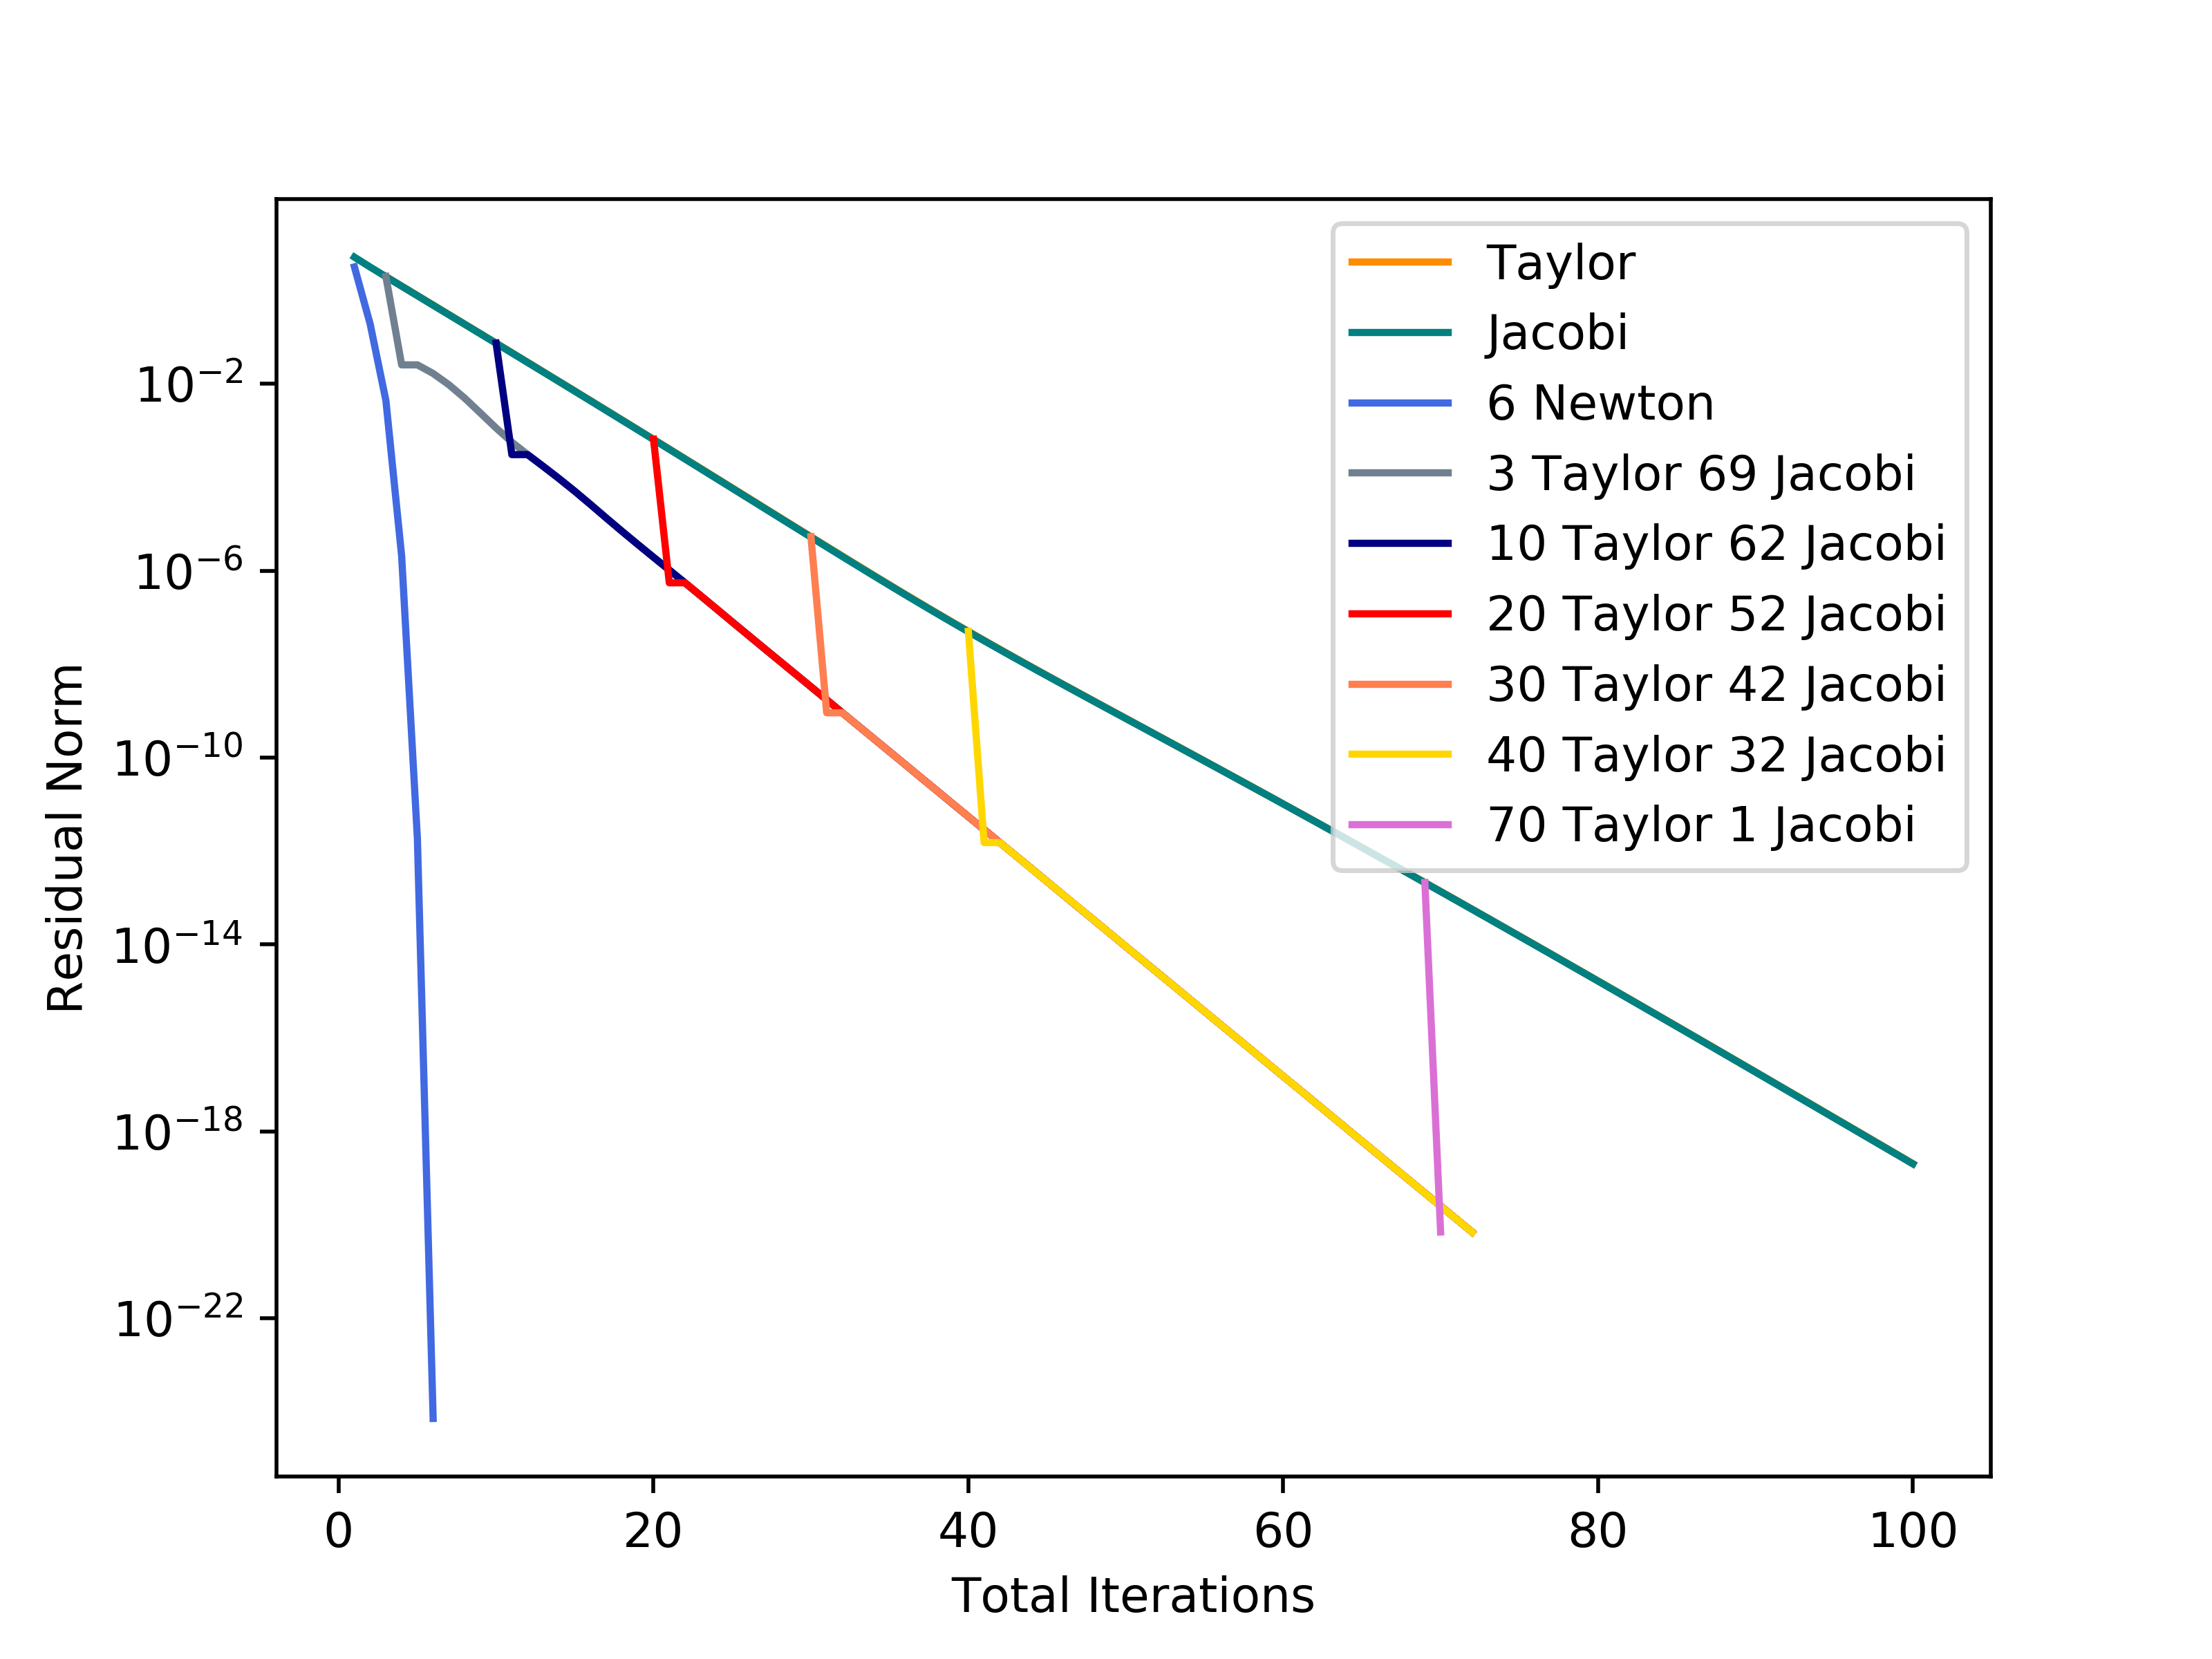 Taylor
Jacobi
6 Newton
3 Taylor 69 Jacobi
10 Taylor 62 Jacobi
20 Taylor 52 Jacobi
30 Taylor 42 Jacobi
40 Taylor 32 Jacobi
70 Taylor 1 Jacobi
Residual Norm
10⁻²
10⁻⁶
10⁻¹⁰
10⁻¹⁴
10⁻¹⁸
10⁻²²
0 20 40 60 80 100
Total Iterations